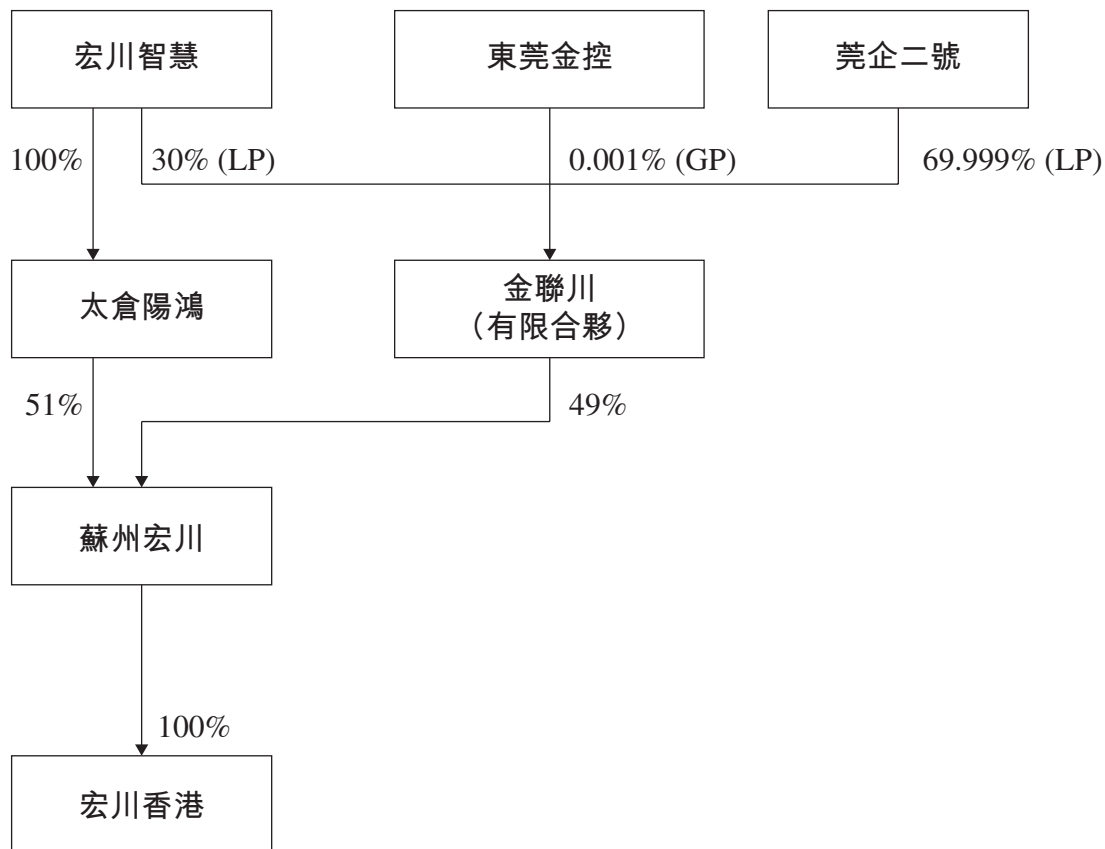 宏川智慧
東莞金控
莞企二號
100%
30% (LP)
0.001% (GP)
69.999% (LP)
太倉陽鴻
金聯川
（有限合夥）
51%
49%
蘇州宏川
100%
宏川香港